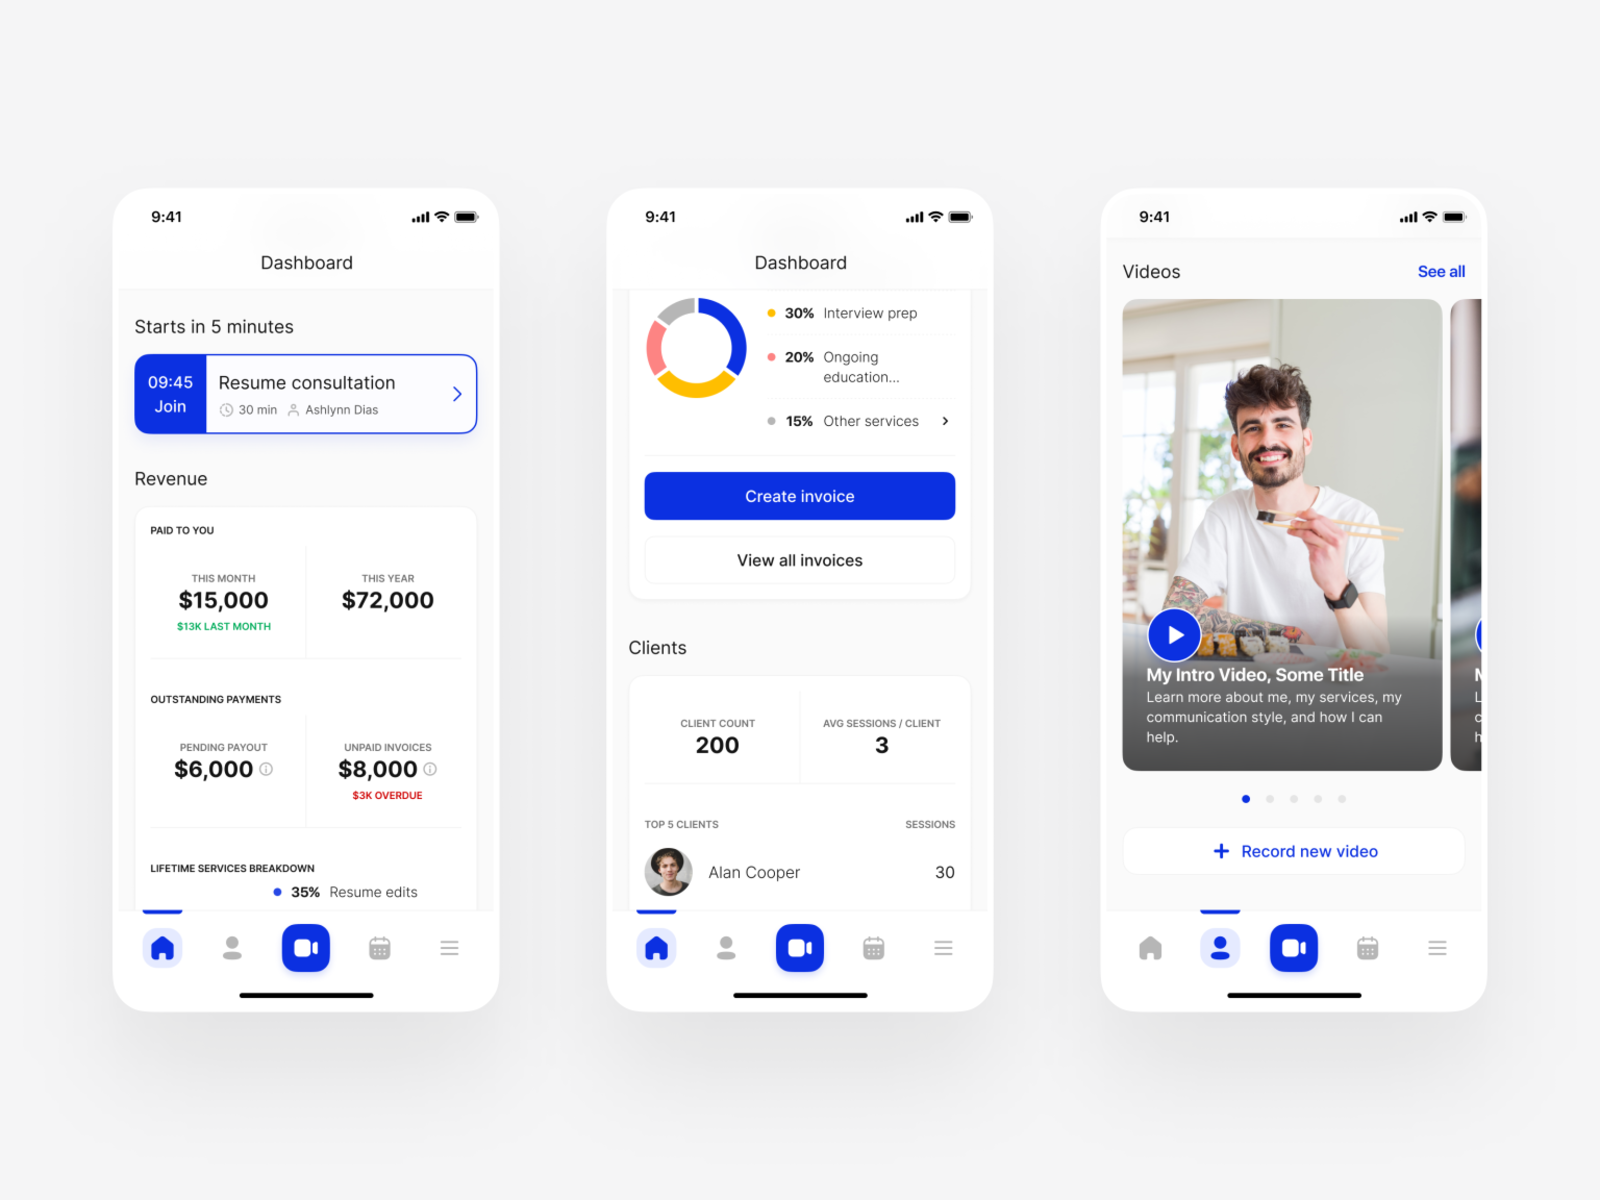 9:41
Dashboard
Starts in 5 minutes
09:45
Join
Resume consultation
30 min
Ashlynn Dias
Revenue
PAID TO YOU
THIS MONTH
$15,000
$13K LAST MONTH
THIS YEAR
$72,000
OUTSTANDING PAYMENTS
PENDING PAYOUT
$6,000
UNPAID INVOICES
$8,000
$3K OVERDUE
LIFETIME SERVICES BREAKDOWN
35% Resume edits
9:41
Dashboard
30% Interview prep
20% Ongoing
education...
15% Other services
Create invoice
View all invoices
Clients
CLIENT COUNT
200
AVG SESSIONS / CLIENT
3
TOP 5 CLIENTS
SESSIONS
Alan Cooper
30
9:41
Videos
See all
My Intro Video, Some Title
Learn more about me, my services, my
communication style, and how I can
help.
Record new video